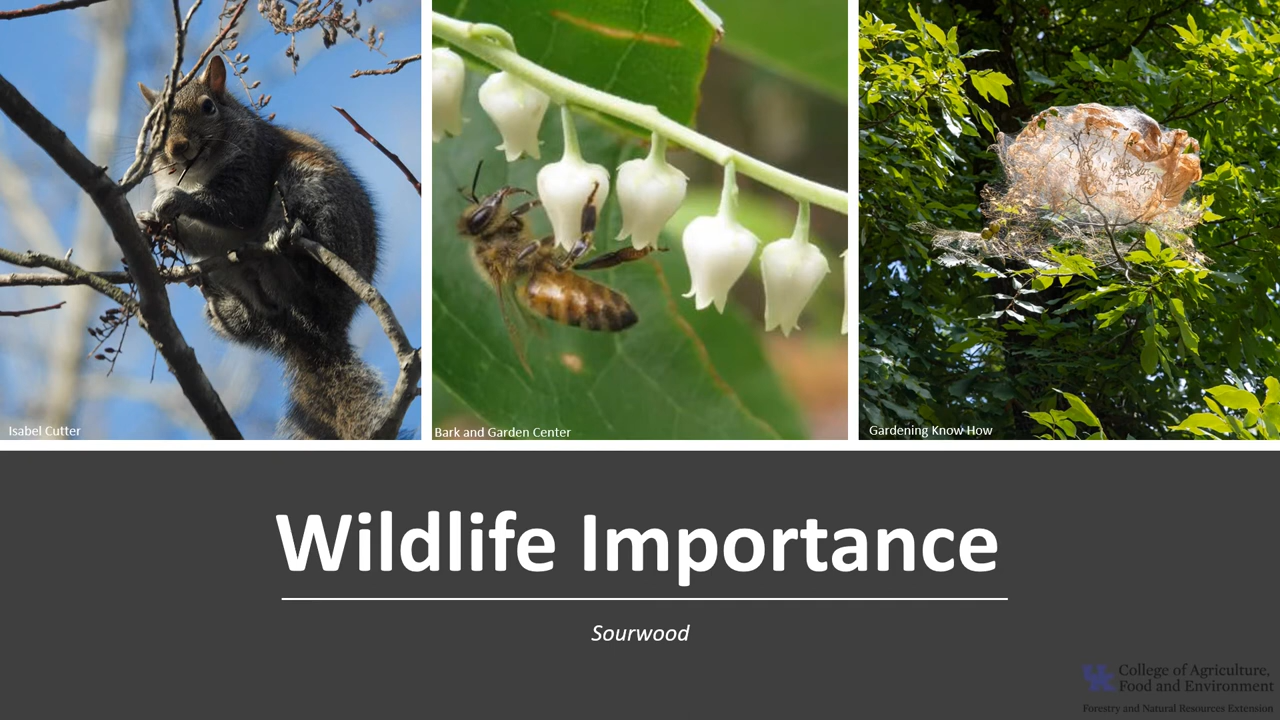 Isabel Cutter
Bark and Garden Center
Gardening Know How
Wildlife Importance
Sourwood
College of Agriculture,
Food and Environment
Forestry and Natural Resources Extension